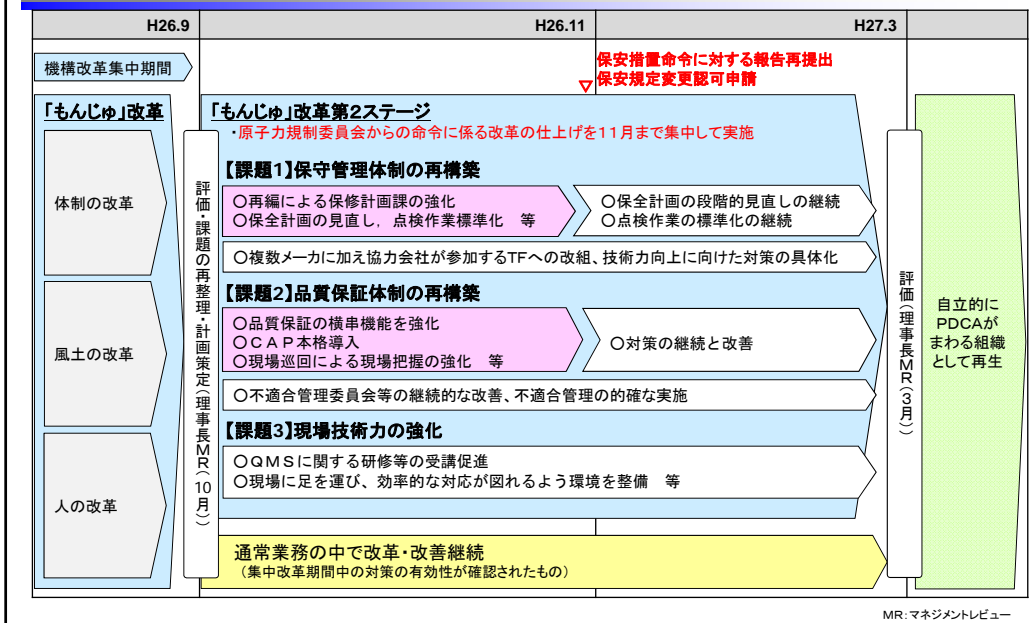 H26.9
H26.11
H27.3
機構改革集中期間
保安措置命令に対する報告再提出
保安規定変更認可申請
「もんじゅ」改革
体制の改革
風土の改革
人の改革
評価・課題の再整理・計画策定(理事長MR(10月))
「もんじゅ」改革第2ステージ
・原子力規制委員会からの命令に係る改革の仕上げを11月まで集中して実施
【課題1】保守管理体制の再構築
○再編による保修計画課の強化
○保全計画の見直し，点検作業標準化　等
○保全計画の段階的見直しの継続
○点検作業の標準化の継続
○複数メーカに加え協力会社が参加するTFへの改組、技術力向上に向けた対策の具体化
【課題2】品質保証体制の再構築
○品質保証の横串機能を強化
○CAP本格導入
○現場巡回による現場把握の強化　等
○対策の継続と改善
○不適合管理委員会等の継続的な改善、不適合管理の的確な実施
【課題3】現場技術力の強化
○QMSに関する研修等の受講促進
○現場に足を運び、効率的な対応が図れるよう環境を整備　等
通常業務の中で改革・改善継続
(集中改革期間中の対策の有効性が確認されたもの)
評価(理事長MR(3月))
自立的に
PDCAが
まわる組織
として再生
MR:マネジメントレビュー